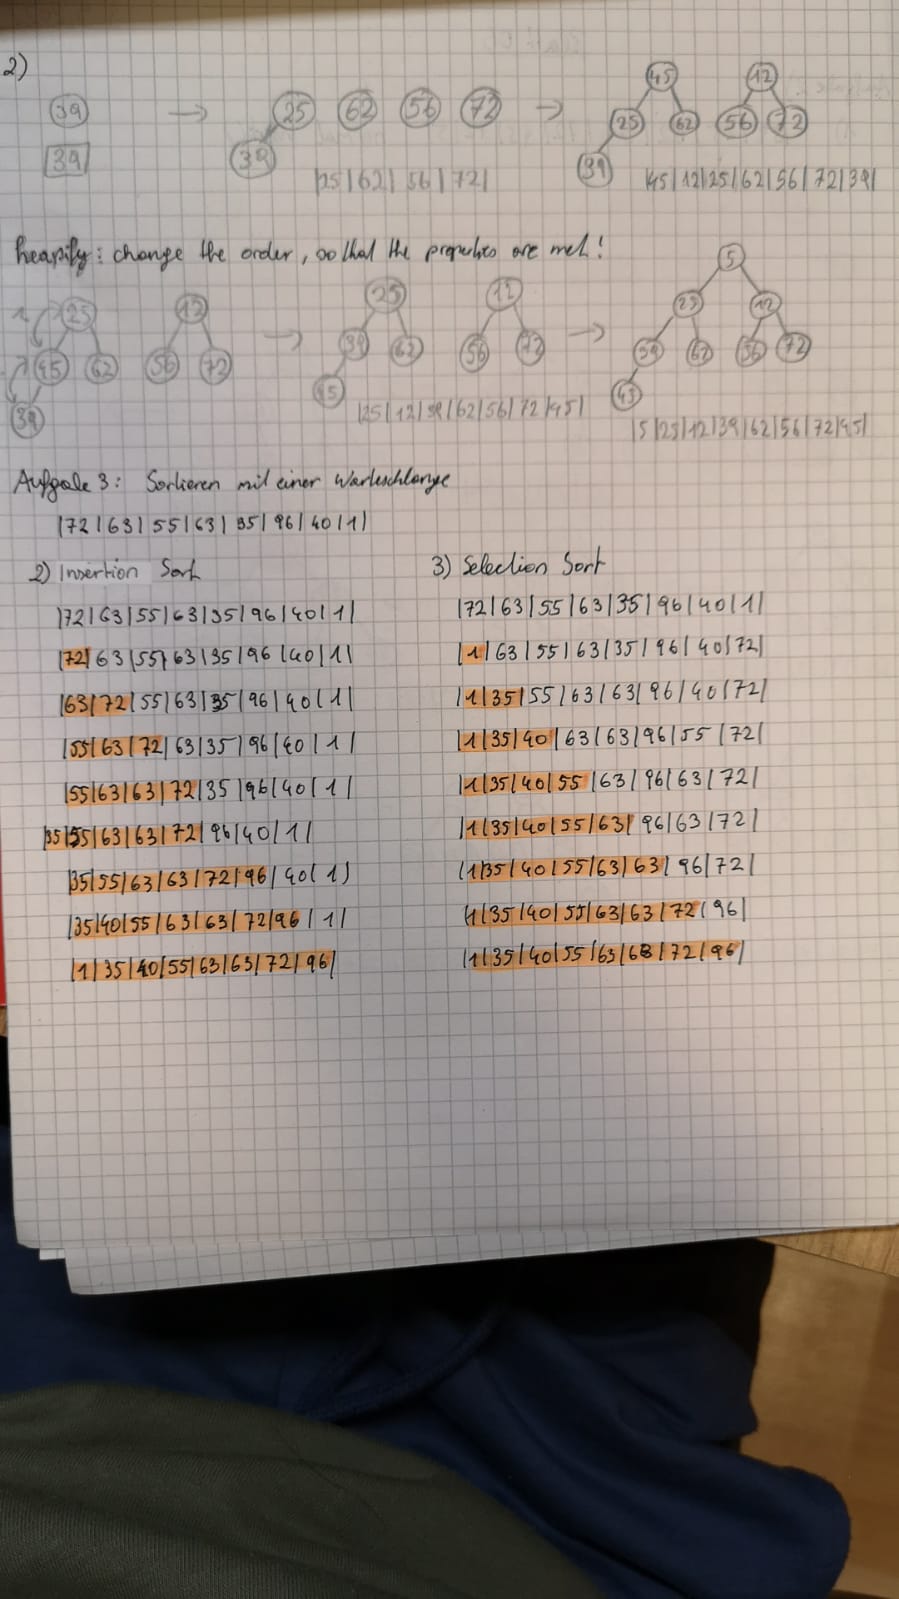 2)
39 → 25 62 56 72 → 45 12
39 39 25 62 56 72
|25|62|56|72| 39 |45|12|25|62|56|72|39|
heapify: change the order, so that the properties are met!
5
25 12 → 25 12 → 25 12
45 62 56 72 39 62 56 72 39 62 56 72
39 45 |25|12|39|62|56|72|45| 45
|5|25|12|39|62|56|72|45|
Aufgabe 3: Sortieren mit einer Warteschlange
|72|63|55|63|35|96|40|1|
2) Insertion Sort
|72|63|55|63|35|96|40|1|
|72|63|55|63|35|96|40|1|
|63|72|55|63|35|96|40|1|
|55|63|72|63|35|96|40|1|
|55|63|63|72|35|96|40|1|
|35|55|63|63|72|96|40|1|
|35|55|63|63|72|96|40|1|
|35|40|55|63|63|72|96|1|
|1|35|40|55|63|63|72|96|
3) Selection Sort
|72|63|55|63|35|96|40|1|
|1|63|55|63|35|96|40|72|
|1|35|55|63|63|96|40|72|
|1|35|40|63|63|96|55|72|
|1|35|40|55|63|96|63|72|
|1|35|40|55|63|96|63|72|
|1|35|40|55|63|63|96|72|
|1|35|40|55|63|63|72|96|
|1|35|40|55|63|63|72|96|